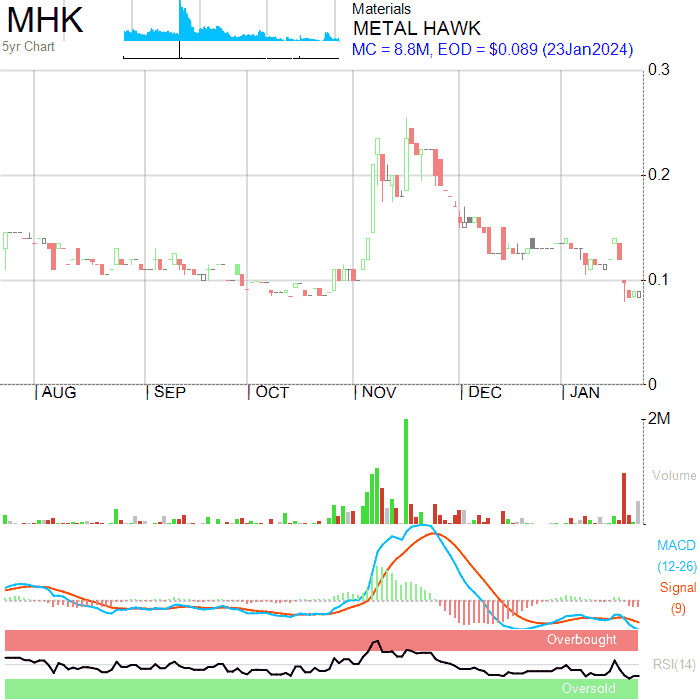 MHK
5yr Chart
Materials
METAL HAWK
MC = 8.8M, EOD = $0.089 (23Jan2024)
0.3
0.2
0.1
0
AUG SEP OCT NOV DEC JAN
2M
Volume
MACD
(12-26)
Signal
(9)
Overbought
RSI(14)
Oversold